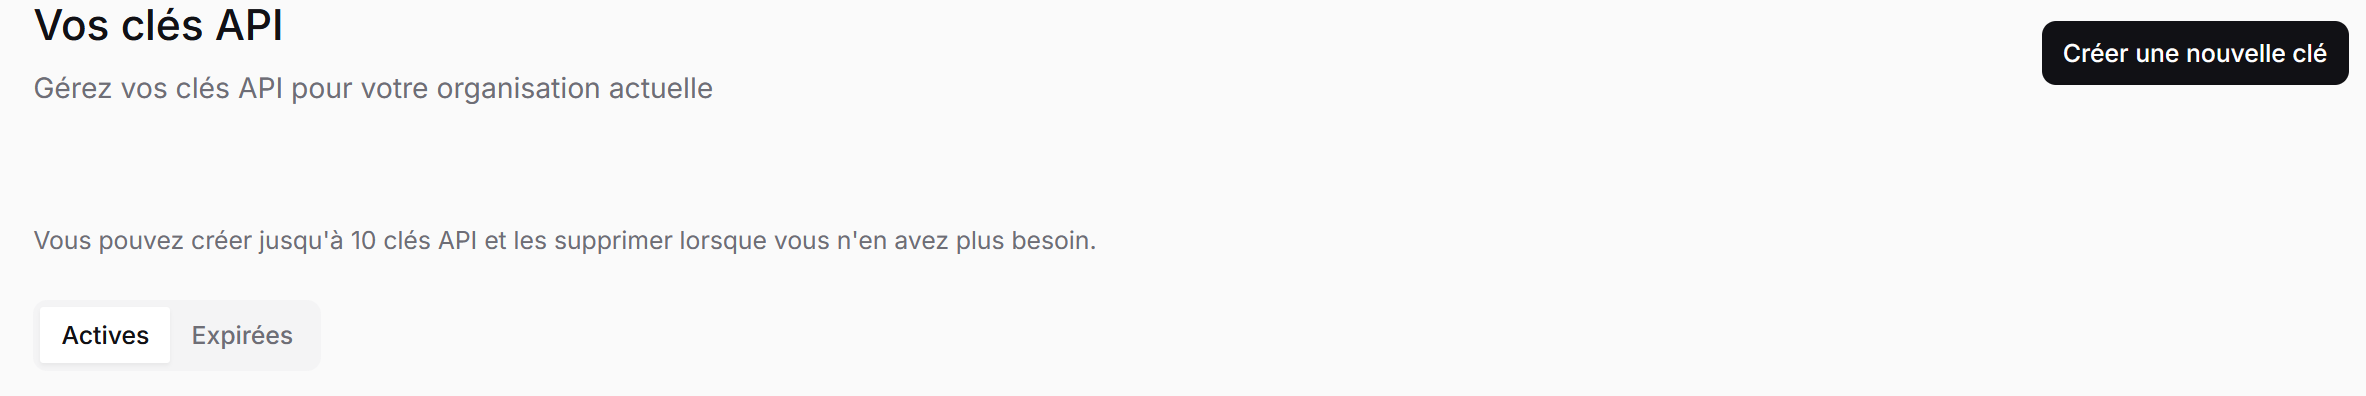 Vos clés API
Créer une nouvelle clé
Gérez vos clés API pour votre organisation actuelle
Vous pouvez créer jusqu'à 10 clés API et les supprimer lorsque vous n'en avez plus besoin.
Actives Expirées